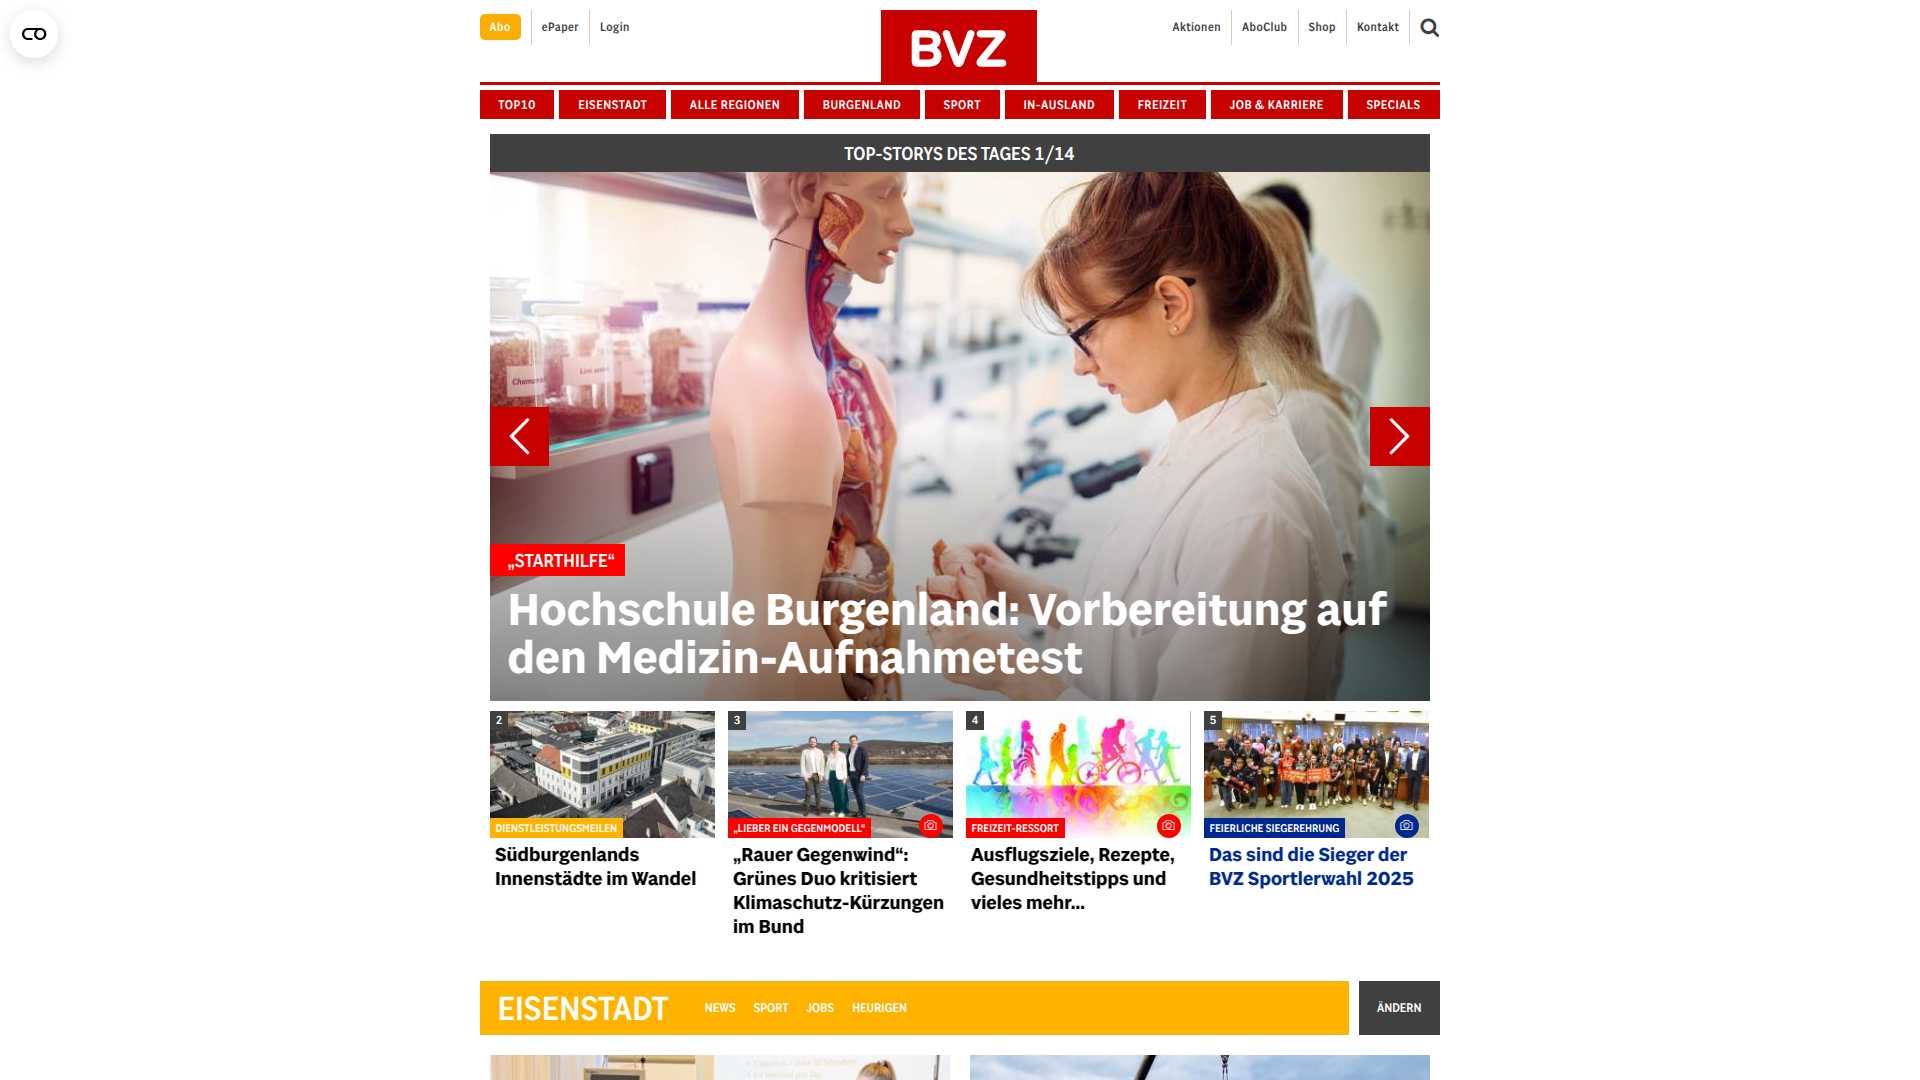 Abo
ePaper
Login
BVZ
Aktionen
AboClub
Shop
Kontakt
TOP10
EISENSTADT
ALLE REGIONEN
BURGENLAND
SPORT
IN-AUSLAND
FREIZEIT
JOB & KARRIERE
SPECIALS
TOP-STORYS DES TAGES 1/14
„STARTHILFE“
Hochschule Burgenland: Vorbereitung auf
den Medizin-Aufnahmetest
2
DIENSTLEISTUNGSMEILEN
Südburgenlands
Innenstädte im Wandel
3
„LIEBER EIN GEGENMODELL“
„Rauer Gegenwind“:
Grünes Duo kritisiert
Klimaschutz-Kürzungen
im Bund
4
FREIZEIT-RESSORT
Ausflugsziele, Rezepte,
Gesundheitstipps und
vieles mehr...
5
FEIERLICHE SIEGEREHRUNG
Das sind die Sieger der
BVZ Sportlerwahl 2025
EISENSTADT
NEWS
SPORT
JOBS
HEURIGEN
ÄNDERN